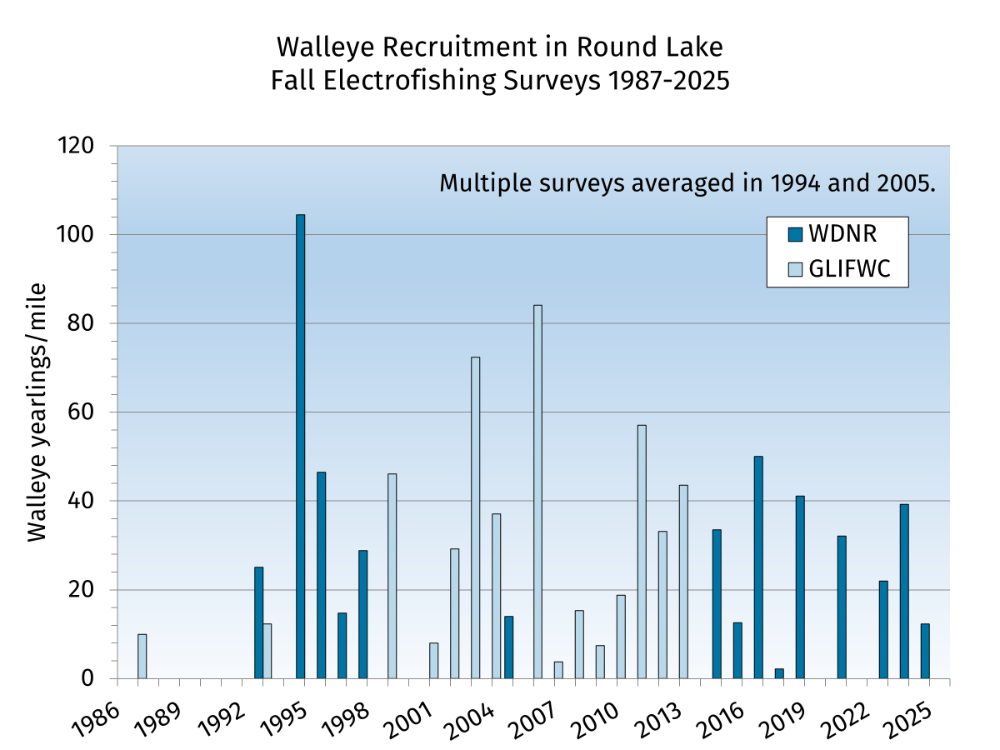 Walleye Recruitment in Round Lake
Fall Electrofishing Surveys 1987-2025
Multiple surveys averaged in 1994 and 2005.
WDNR
GLIFWC
Walleye yearlings/mile
120
100
80
60
40
20
0
1986 1989 1992 1995 1998 2001 2004 2007 2010 2013 2016 2019 2022 2025